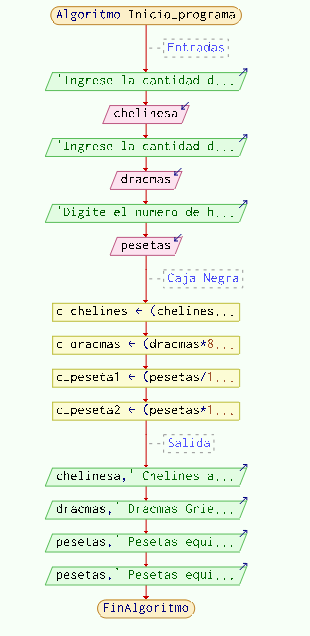 Algoritmo Inicio_programa
Entradas
'Ingrese la cantidad d...
chelinesa
'Ingrese la cantidad d...
dracmas
'Digite el numero de h...
pesetas
Caja Negra
c_chelines ← (chelines...
c_dracmas ← (dracmas*8...
c_peseta1 ← (pesetas/1...
c_peseta2 ← (pesetas*1...
Salida
chelinesa,' Chelines a...
dracmas,' Dracmas Grie...
pesetas,' Pesetas equi...
pesetas,' Pesetas equi...
FinAlgoritmo